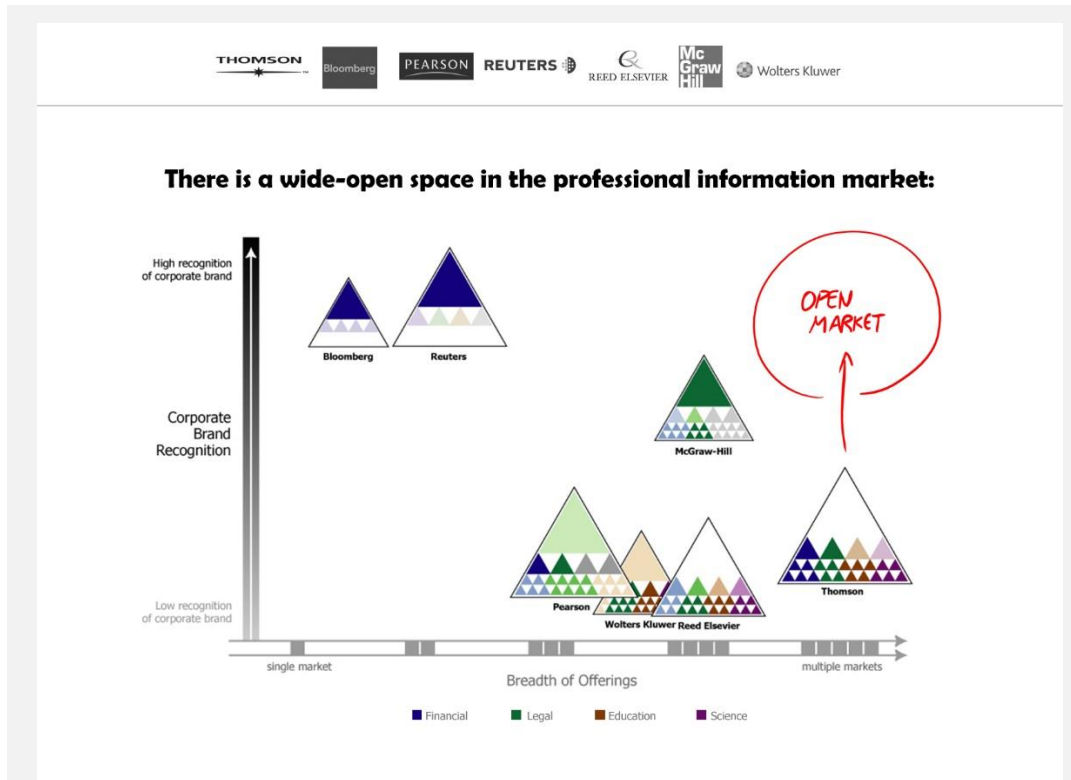 THOMSON
Bloomberg
PEARSON
REUTERS
REED ELSEVIER
Mc
Graw
Hill
Wolters Kluwer
There is a wide-open space in the professional information market:
High recognition
of corporate brand
Corporate
Brand
Recognition
Low recognition
of corporate brand
OPEN
MARKET
Bloomberg
Reuters
McGraw-Hill
Pearson
Wolters Kluwer
Reed Elsevier
Thomson
single market
multiple markets
Breadth of Offerings
Financial
Legal
Education
Science